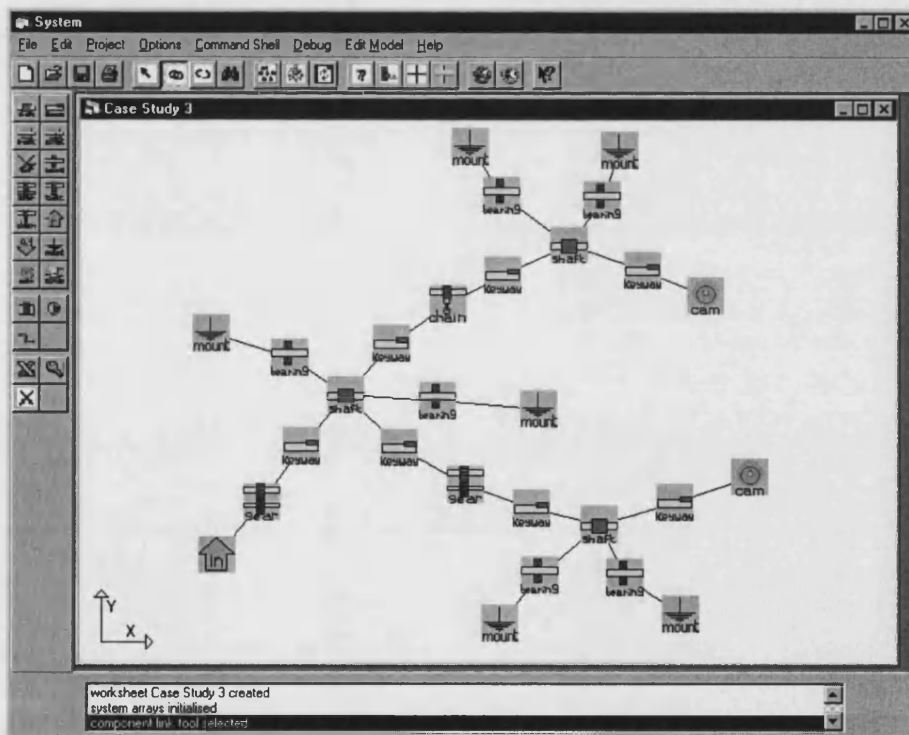 System
File Edit Project Options Command Shell Debug Edit Model Help
Case Study 3
mount
mount
bearing
bearing
shaft
keyway
keyway
cam
chain
mount
keyway
bearing
bearing
shaft
mount
keyway
keyway
gear
gear
cam
keyway
keyway
shaft
in
bearing
bearing
mount
mount
Y
X
worksheet Case Study 3 created
system arrays initialised
component link tool selected